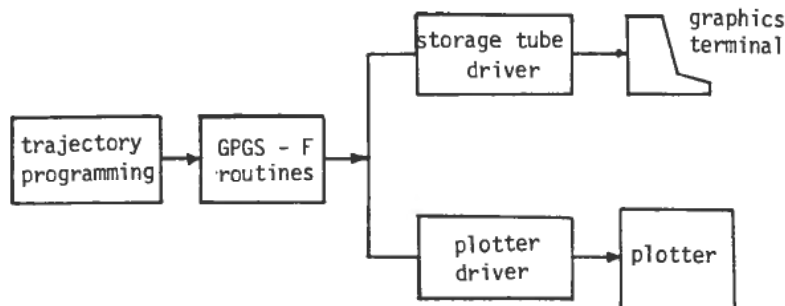 trajectory
programming
GPGS - F
routines
storage tube
driver
graphics
terminal
plotter
driver
plotter